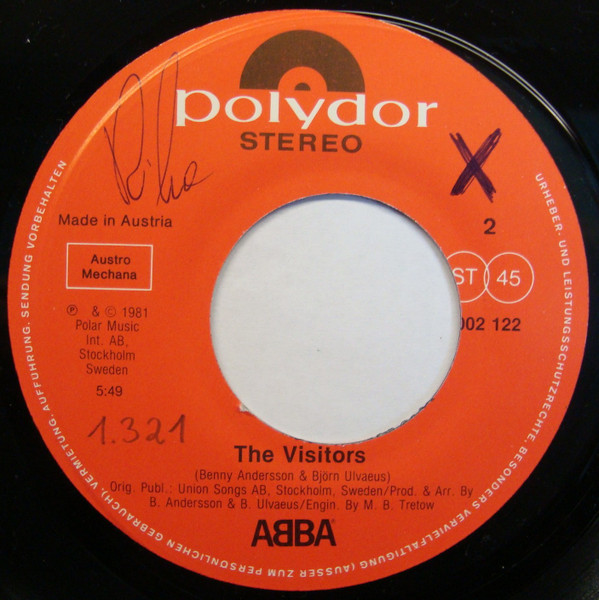 polydor
STEREO
Made in Austria
2
Austro
Mechana
ST 45
℗ & © 1981
Polar Music
Int. AB,
Stockholm
Sweden
002 122
5:49
1.321
The Visitors
(Benny Andersson & Björn Ulvaeus)
Orig. Publ.: Union Songs AB, Stockholm, Sweden/Prod. & Arr. By
B. Andersson & B. Ulvaeus/Engin. By M. B. Tretow
ABBA
URHEBER- UND LEISTUNGSSCHUTZRECHTE, BESONDERS VERVIELFÄLTIGUNG (AUSSER ZUM PERSÖNLICHEN GEBRAUCH), VERMIETUNG, AUFFÜHRUNG, SENDUNG VORBEHALTEN